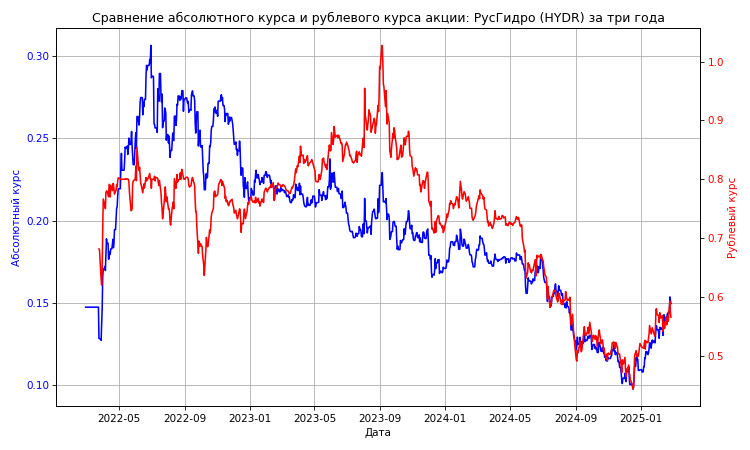 Сравнение абсолютного курса и рублевого курса акции: РусГидро (HYDR) за три года
Абсолютный курс
0.30
0.25
0.20
0.15
0.10
1.0
0.9
0.8
0.7
0.6
0.5
Рублевый курс
2022-05 2022-09 2023-01 2023-05 2023-09 2024-01 2024-05 2024-09 2025-01
Дата